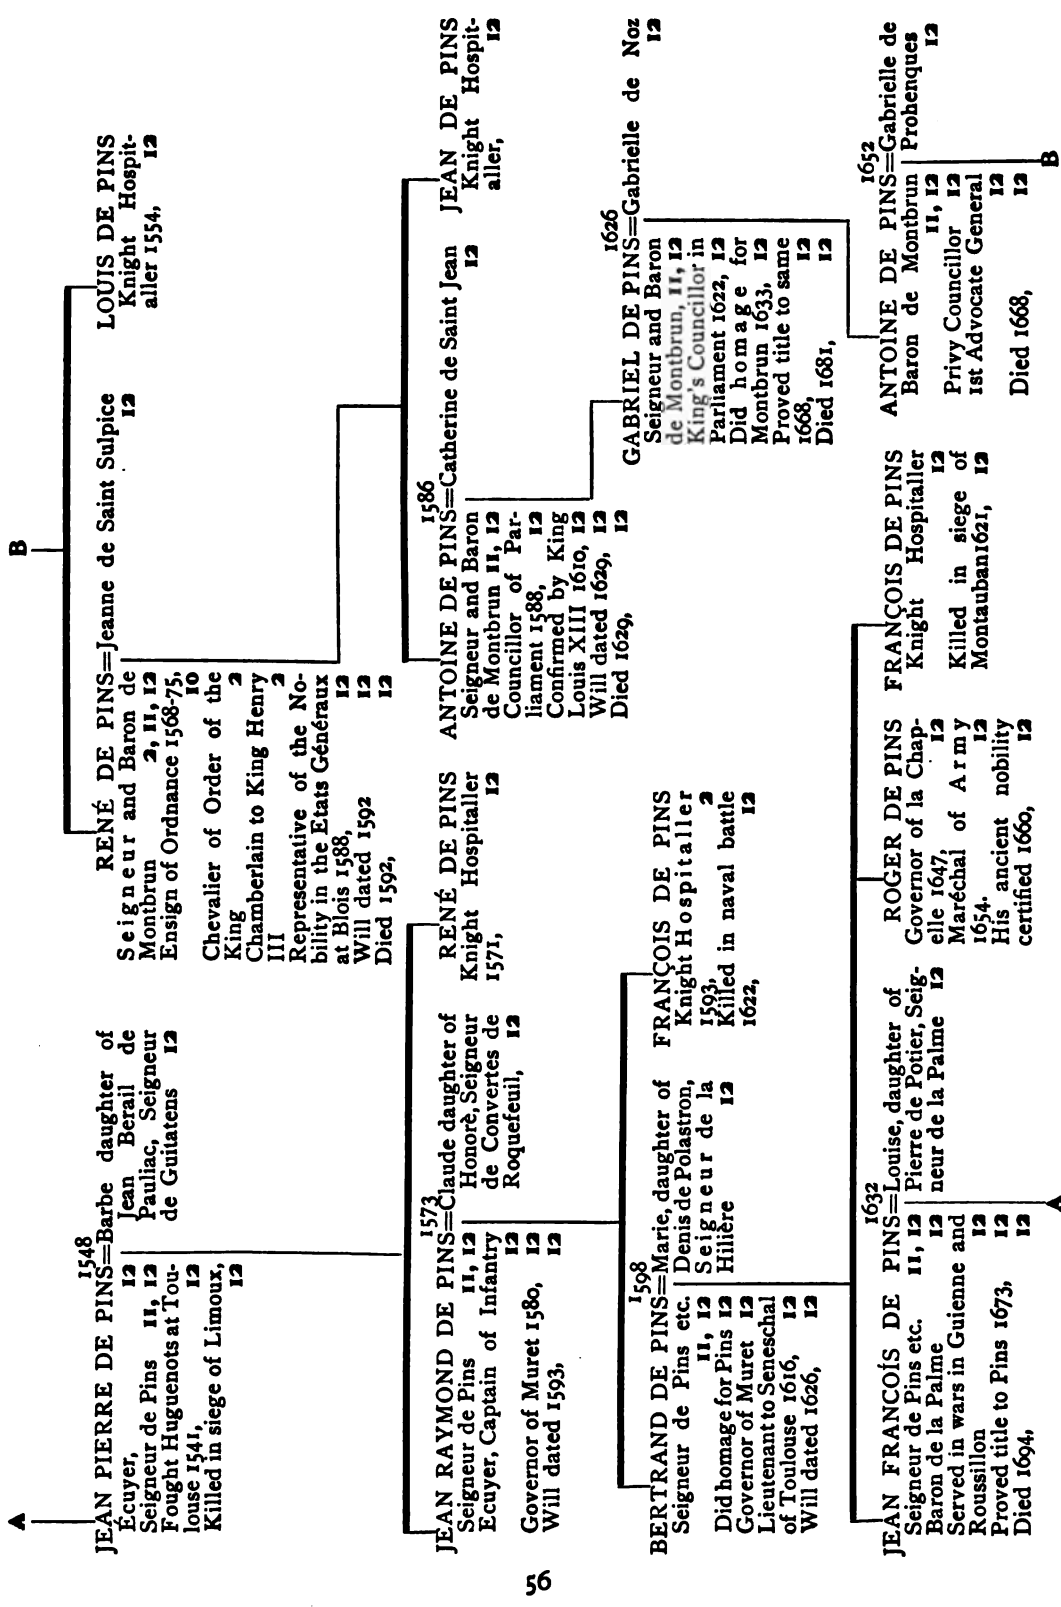 A
JEAN PIERRE DE PINS=Barbe daughter of
1548
Écuyer, 12
Seigneur de Pins 11, 12
Fought Huguenots at Tou-
louse 1541, 12
Killed in siege of Limoux,
12
Jean Berail de
Pauliac, Seigneur
de Guitatens 12
B
RENÉ DE PINS=Jeanne de Saint Sulpice
12
Seigneur and Baron de
Montbrun 2, 11, 12
Ensign of Ordnance 1568-75,
10
Chevalier of Order of the
King 2
Chamberlain to King Henry
III 2
Representative of the No-
bility in the Etats Généraux
at Blois 1588, 12
Will dated 1592 12
Died 1592, 12
LOUIS DE PINS
Knight Hospit-
aller 1554, 12
1573
JEAN RAYMOND DE PINS=Claude daughter of
Seigneur de Pins 11, 12
Ecuyer, Captain of Infantry
12
Governor of Muret 1580, 12
Will dated 1593, 12
Honorè, Seigneur
de Convertes de
Roquefeuil, 12
RENÉ DE PINS
Knight Hospitaller
1571, 12
1586
ANTOINE DE PINS=Catherine de Saint Jean
12
Seigneur and Baron
de Montbrun 11, 12
Councillor of Par-
liament 1588, 12
Confirmed by King
Louis XIII 1610, 12
Will dated 1629, 12
Died 1629, 12
JEAN DE PINS
Knight Hospit-
aller, 12
1598
BERTRAND DE PINS=Marie, daughter of
Seigneur de Pins etc.
11, 12
Did homage for Pins 12
Governor of Muret 12
Lieutenant to Seneschal
of Toulouse 1616, 12
Will dated 1626, 12
Denis de Polastron,
Seigneur de la
Hilière 12
FRANÇOIS DE PINS
Knight Hospitaller
1593, 2
Killed in naval battle
1622, 12
1626
GABRIEL DE PINS=Gabrielle de Noz
12
Seigneur and Baron
de Montbrun, 11, 12
King's Councillor in
Parliament 1622, 12
Did homage for
Montbrun 1633, 12
Proved title to same
1668, 12
Died 1681, 12
1632
JEAN FRANCOÍS DE PINS=Louise, daughter of
Seigneur de Pins etc. 11, 12
Baron de la Palme 12
Served in wars in Guienne and
Roussillon 12
Proved title to Pins 1673, 12
Died 1694, 12
Pierre de Potier, Seig-
neur de la Palme 12
A
ROGER DE PINS
Governor of la Chap-
elle 1647, 12
Maréchal of Army
1654. 12
His ancient nobility
certified 1660, 12
FRANÇOIS DE PINS
Knight Hospitaller
12
Killed in siege of
Montauban1621, 12
1652
ANTOINE DE PINS=Gabrielle de
Baron de Montbrun
11, 12
Privy Councillor 12
1st Advocate General
12
Died 1668, 12
Prohenques
12
B
56